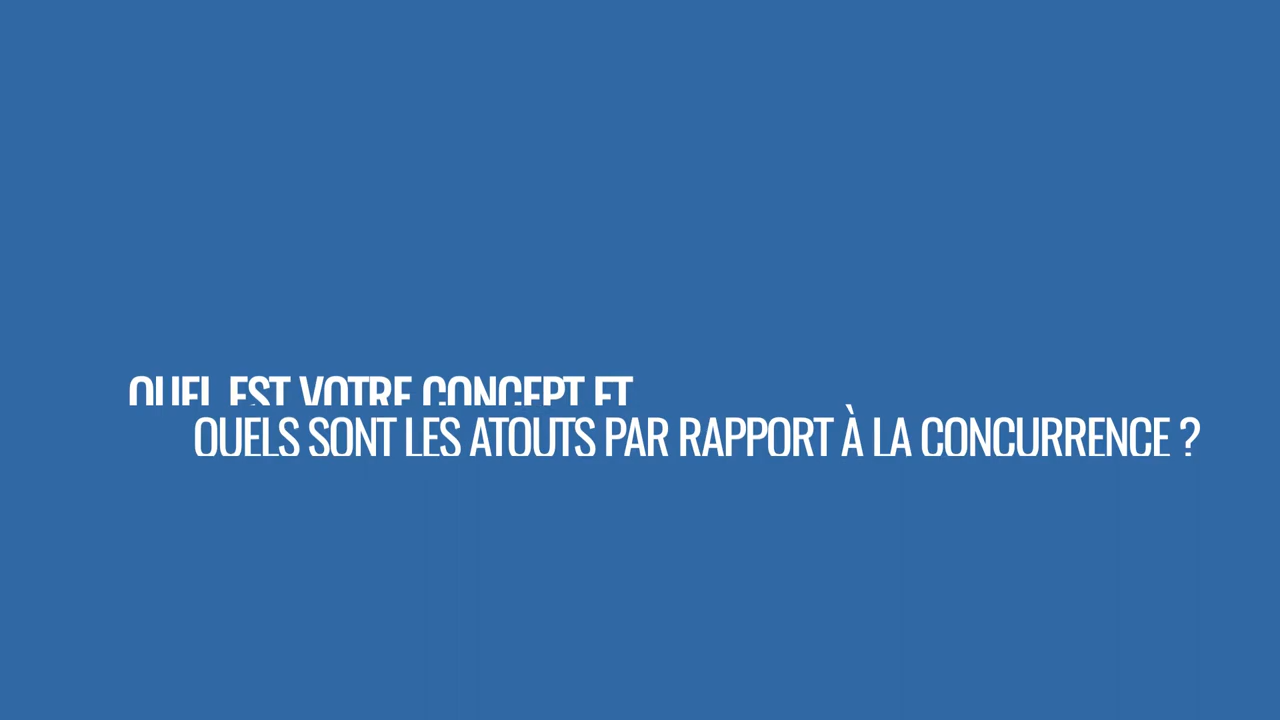 QUEL EST VOTRE CONCEPT ET
QUELS SONT LES ATOUTS PAR RAPPORT À LA CONCURRENCE ?